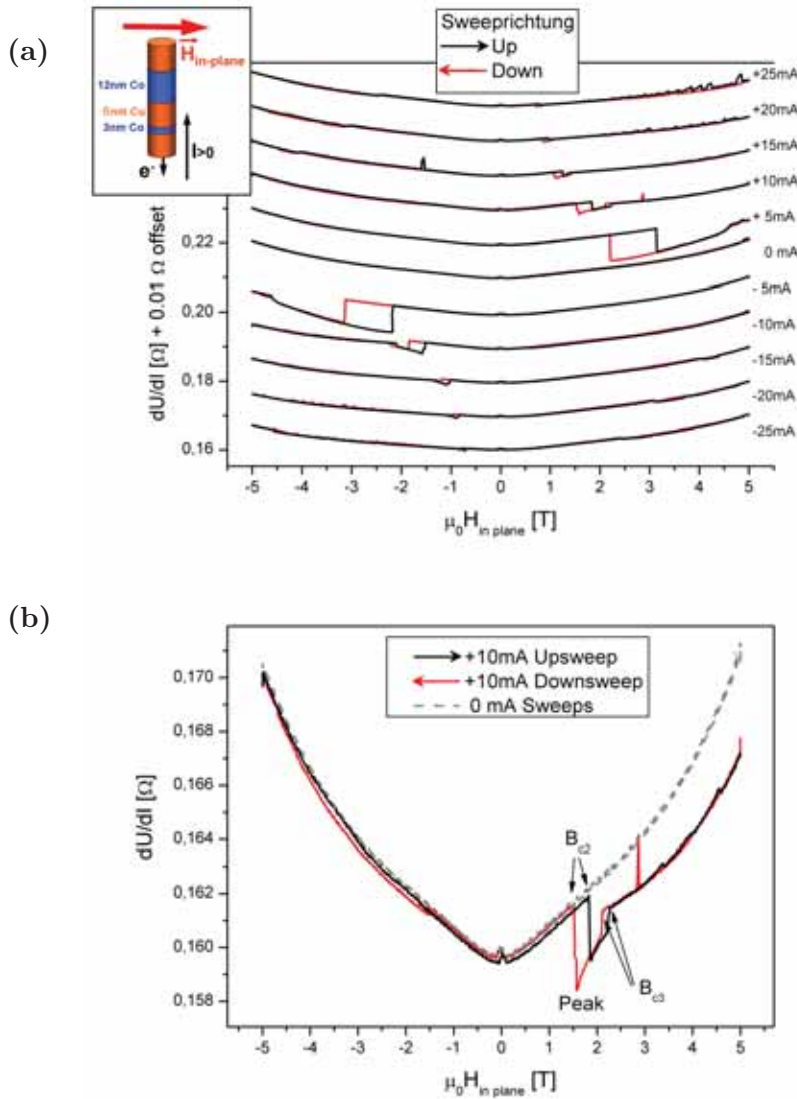 (a)
H in-plane
12nm Co
6nm Cu
3nm Co
e-
I>0
Sweeprichtung
Up
Down
+25mA
+20mA
+15mA
+10mA
+ 5mA
0 mA
- 5mA
-10mA
-15mA
-20mA
-25mA
dU/dI [Ω] + 0.01 Ω offset
0,22
0,20
0,18
0,16
-5 -4 -3 -2 -1 0 1 2 3 4 5
μ0H in plane [T]
(b)
+10mA Upsweep
+10mA Downsweep
0 mA Sweeps
dU/dI [Ω]
0,170
0,168
0,166
0,164
0,162
0,160
0,158
Bc2
Bc3
Peak
-5 -4 -3 -2 -1 0 1 2 3 4 5
μ0H in plane [T]